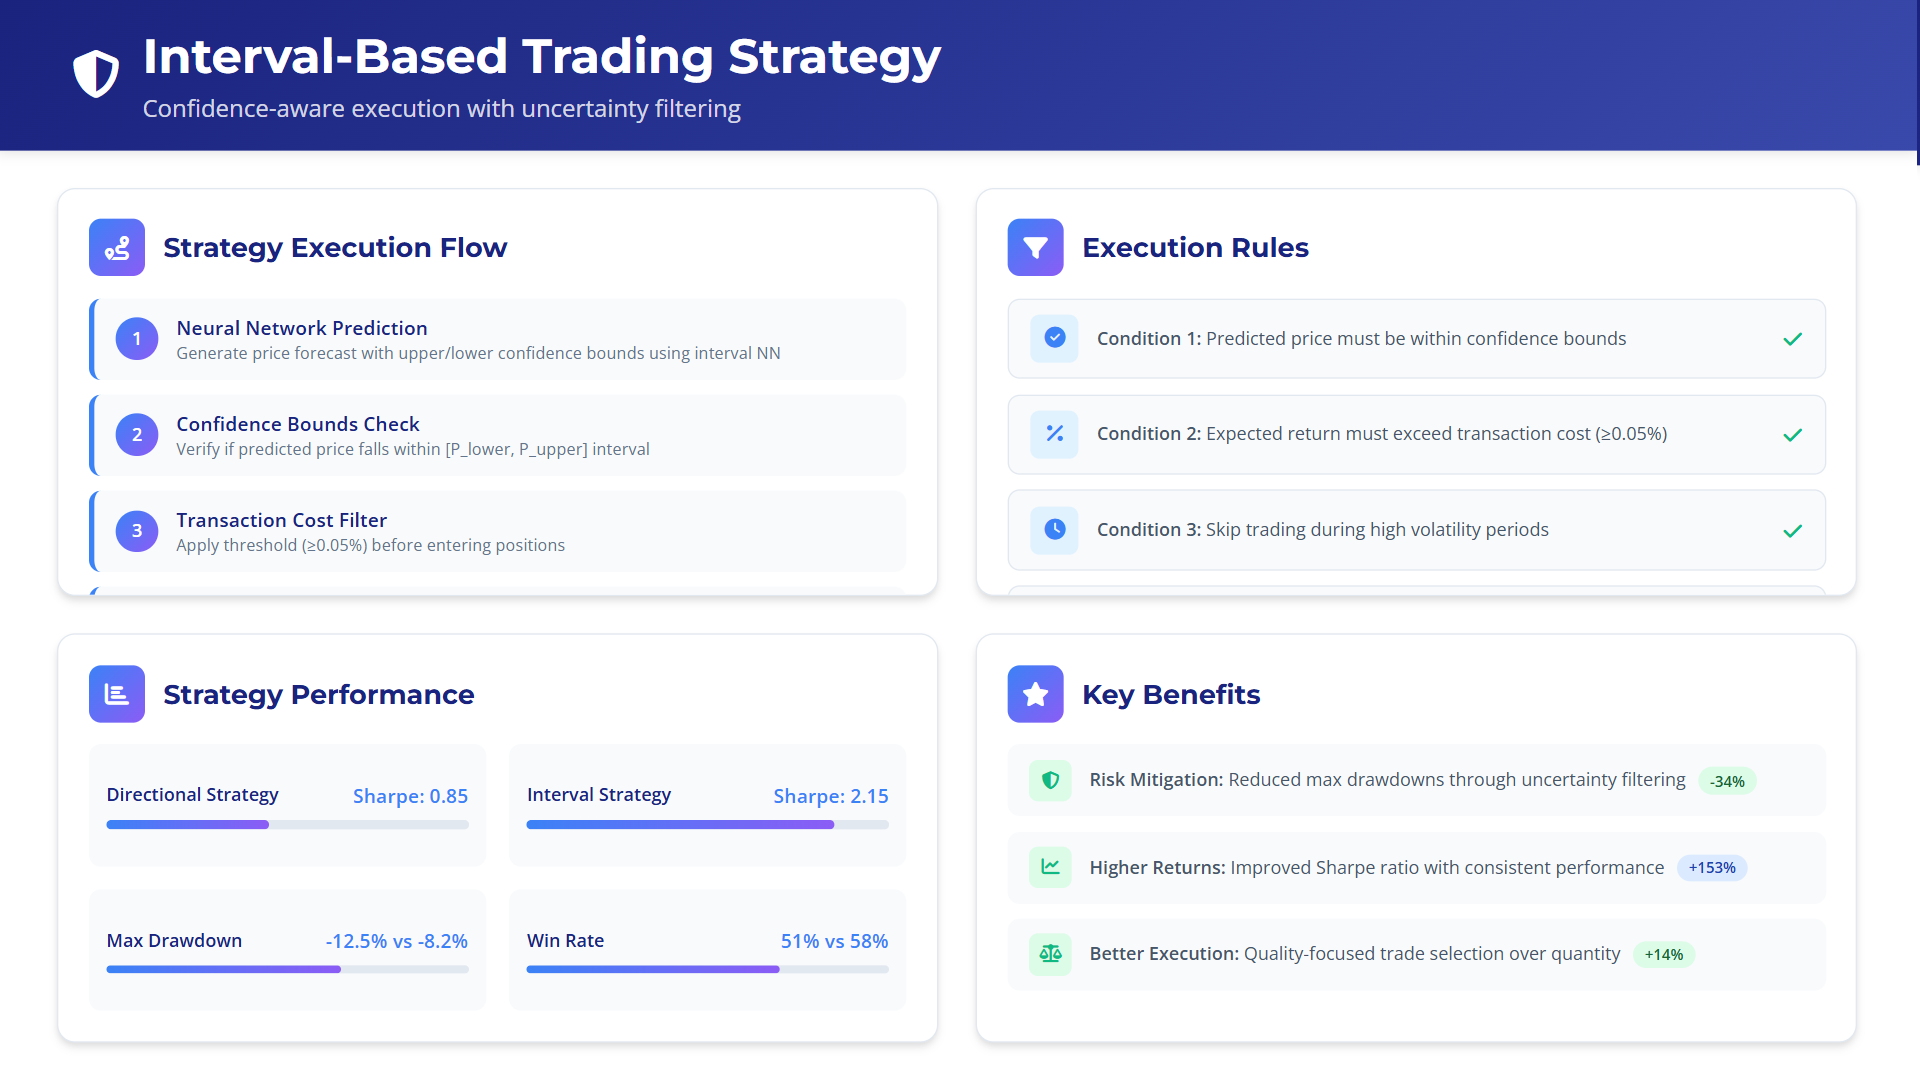 Interval-Based Trading Strategy
Confidence-aware execution with uncertainty filtering
Strategy Execution Flow
1
Neural Network Prediction
Generate price forecast with upper/lower confidence bounds using interval NN
2
Confidence Bounds Check
Verify if predicted price falls within [P_lower, P_upper] interval
3
Transaction Cost Filter
Apply threshold (≥0.05%) before entering positions
Execution Rules
Condition 1: Predicted price must be within confidence bounds
Condition 2: Expected return must exceed transaction cost (≥0.05%)
Condition 3: Skip trading during high volatility periods
Strategy Performance
Directional Strategy Sharpe: 0.85
Interval Strategy Sharpe: 2.15
Max Drawdown -12.5% vs -8.2%
Win Rate 51% vs 58%
Key Benefits
Risk Mitigation: Reduced max drawdowns through uncertainty filtering -34%
Higher Returns: Improved Sharpe ratio with consistent performance +153%
Better Execution: Quality-focused trade selection over quantity +14%